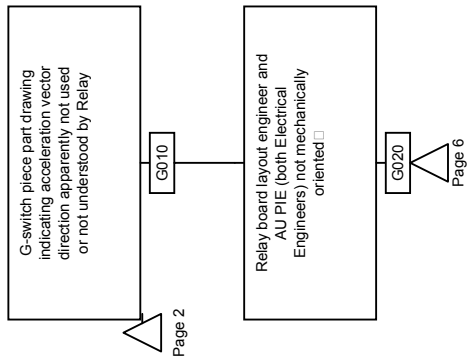 G-switch piece part drawing
indicating acceleration vector
direction apparently not used
or not understood by Relay
G010
Page 2
Relay board layout engineer and
AU PIE (both Electrical
Engineers) not mechanically
oriented
G020
Page 6